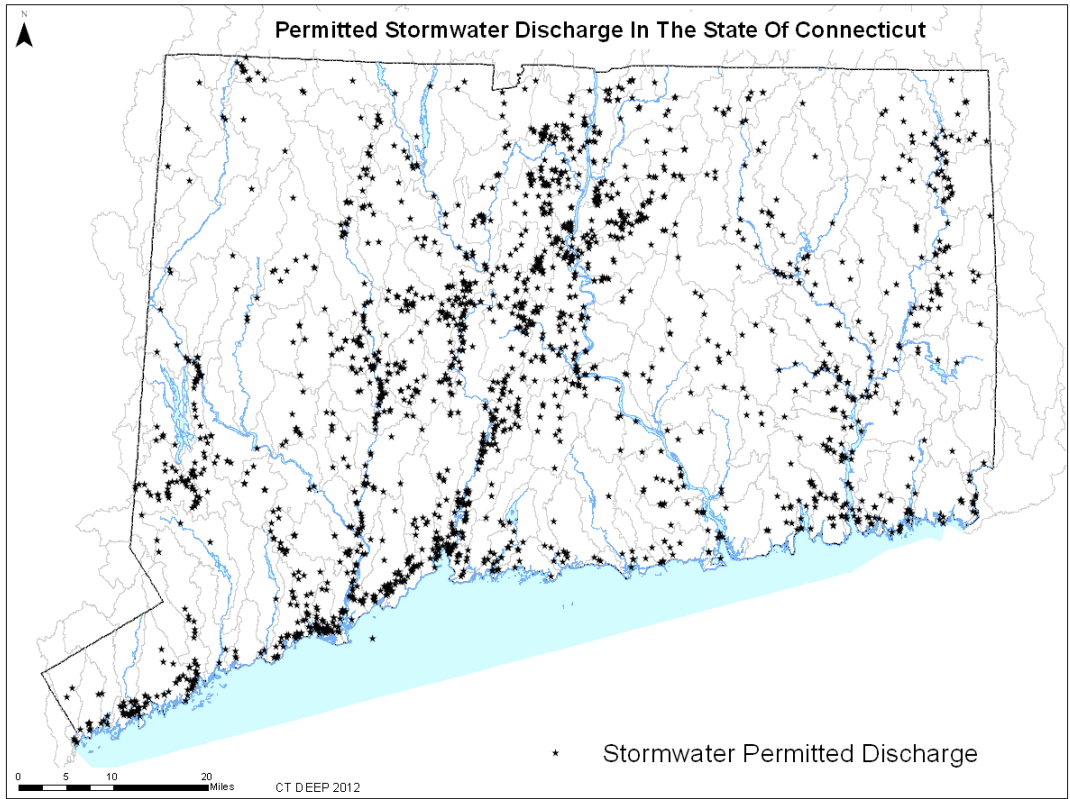 N
Permitted Stormwater Discharge In The State Of Connecticut
Stormwater Permitted Discharge
0 5 10 20
Miles
CT DEEP 2012